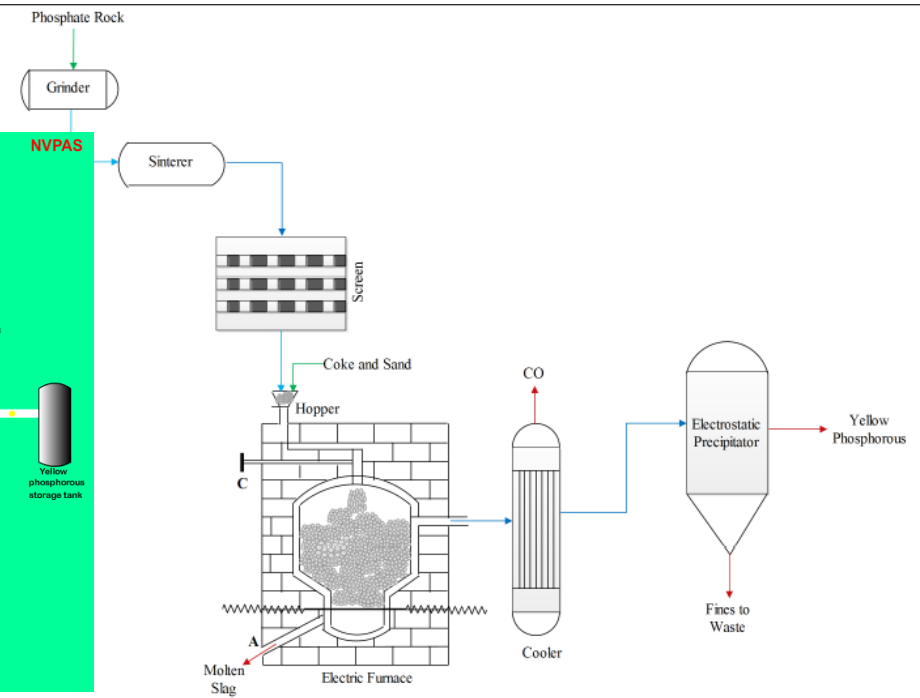 Phosphate Rock
Grinder
NVPAS
Sinterer
Screen
Coke and Sand
Hopper
C
CO
Electrostatic
Precipitator
Yellow
Phosphorous
Yellow
phosphorous
storage tank
A
Molten
Slag
Electric Furnace
Cooler
Fines to
Waste